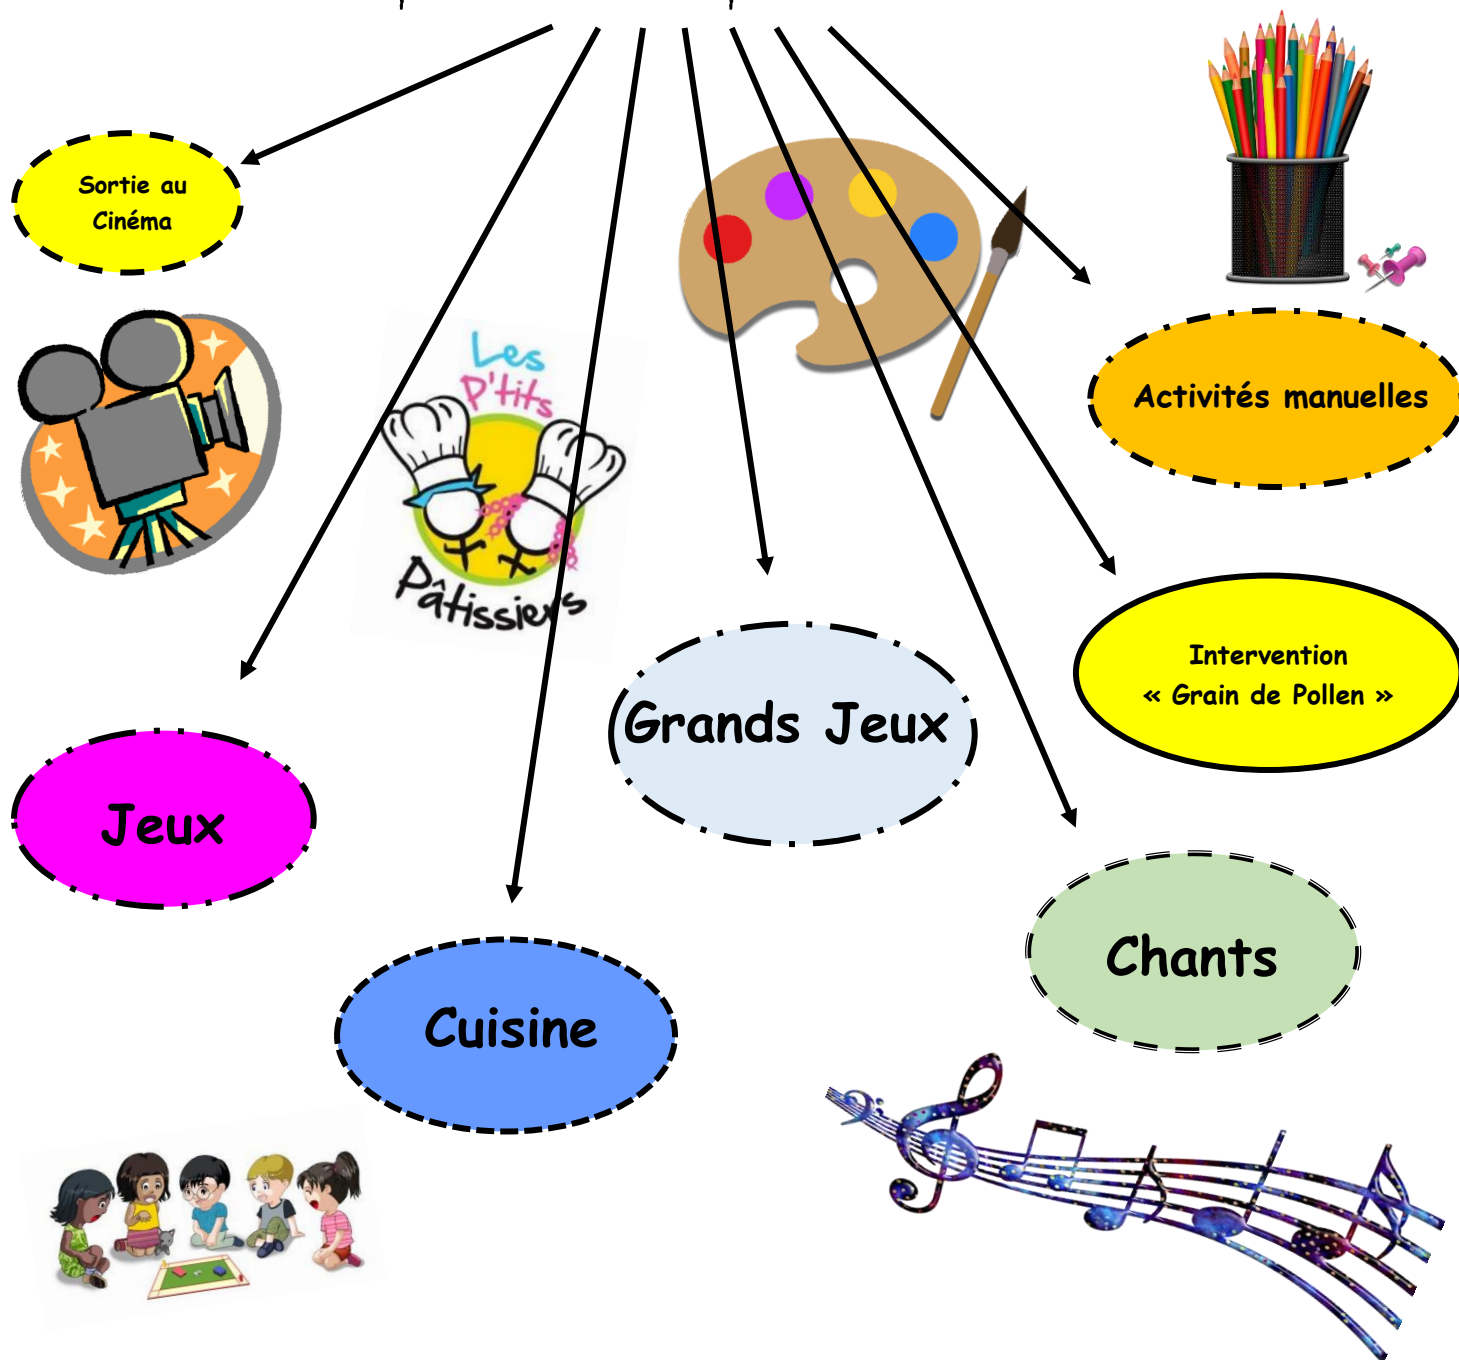 Sortie au
Cinéma
Les
P'tits
Pâtissiers
Activités manuelles
Intervention
« Grain de Pollen »
Grands Jeux
Jeux
Chants
Cuisine